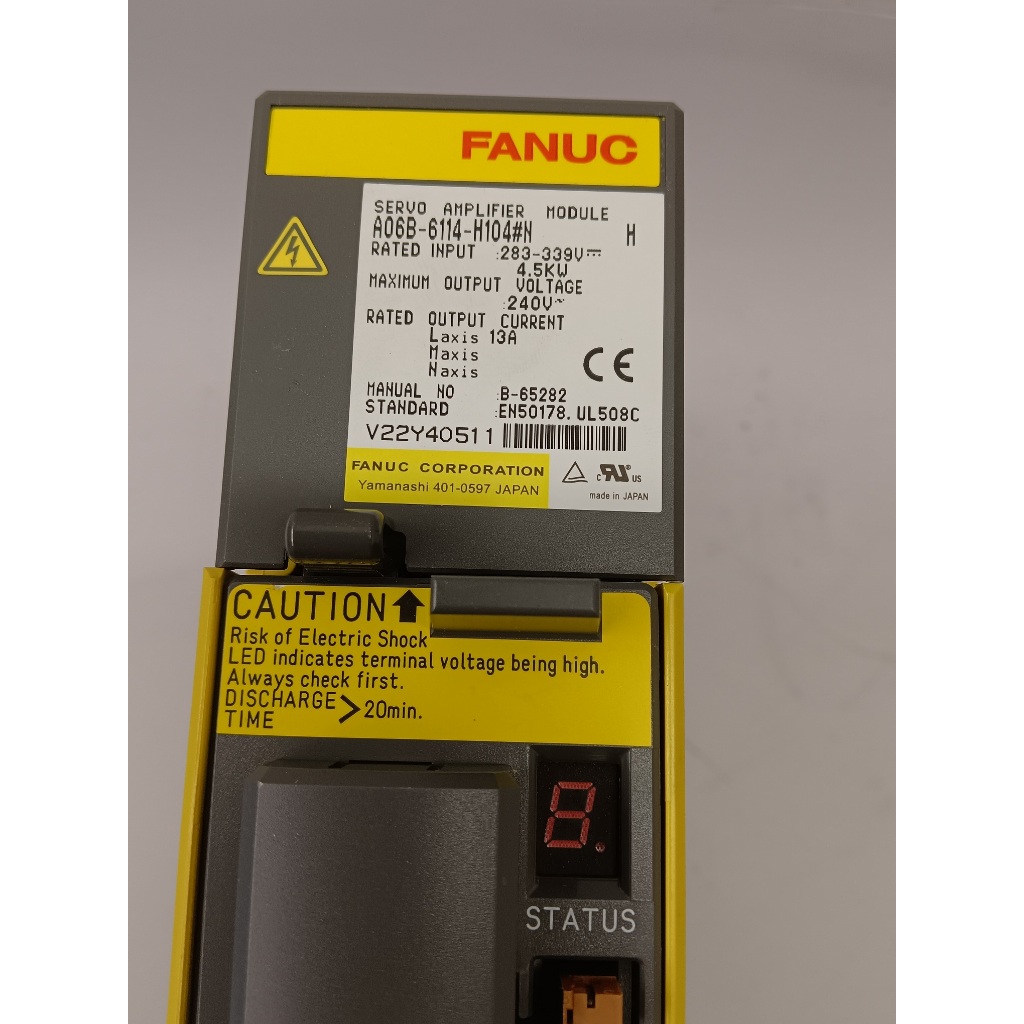 FANUC
SERVO AMPLIFIER MODULE
A06B-6114-H104#N H
RATED INPUT :283-339V⎓
4.5KW
MAXIMUM OUTPUT VOLTAGE
:240V~
RATED OUTPUT CURRENT
Laxis 13A
Maxis
Naxis
MANUAL NO :B-65282
STANDARD :EN50178.UL508C
V22Y40511
FANUC CORPORATION
Yamanashi 401-0597 JAPAN
CE
c RU us
made in JAPAN
CAUTION
Risk of Electric Shock
LED indicates terminal voltage being high.
Always check first.
DISCHARGE
TIME > 20min.
8.
STATUS